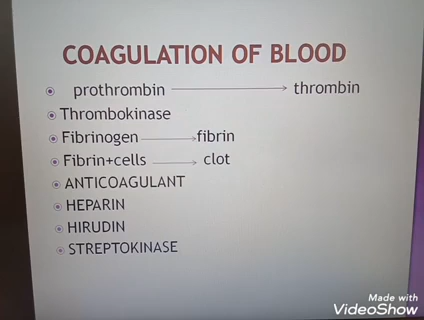 COAGULATION OF BLOOD
prothrombin → thrombin
Thrombokinase
Fibrinogen → fibrin
Fibrin+cells → clot
ANTICOAGULANT
HEPARIN
HIRUDIN
STREPTOKINASE
Made with
VideoShow